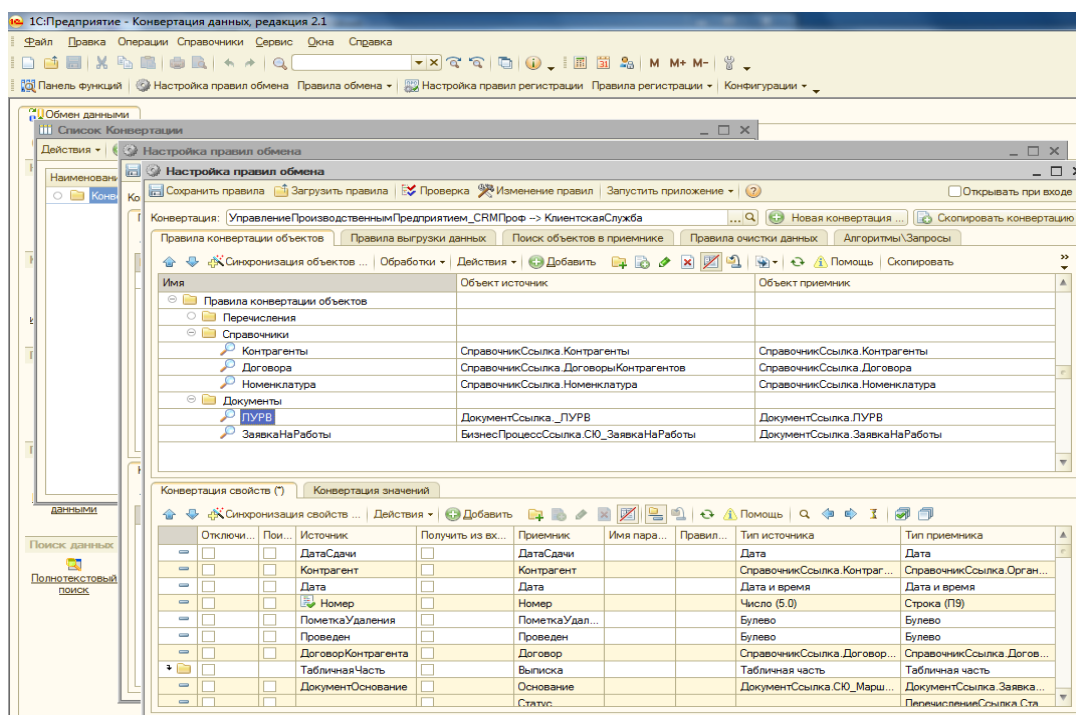 1С:Предприятие - Конвертация данных, редакция 2.1
Файл Правка Операции Справочники Сервис Окна Справка
M M+ M-
Панель функций Настройка правил обмена Правила обмена Настройка правил регистрации Правила регистрации Конфигурации
Обмен данными
Список Конвертации
Действия Настройка правил обмена
Наименован Настройка правил обмена
Сохранить правила Загрузить правила Проверка Изменение правил Запустить приложение Открывать при входе
Конв Ко Конвертация: УправлениеПроизводственнымПредприятием_CRMПроф --> КлиентскаяСлужба ... Новая конвертация ... Скопировать конвертацию
Правила конвертации объектов Правила выгрузки данных Поиск объектов в приемнике Правила очистки данных Алгоритмы\Запросы
Синхронизация объектов ... Обработки Действия Добавить Помощь Скопировать
Имя Объект источник Объект приемник
Правила конвертации объектов
Перечисления
Справочники
Контрагенты СправочникСсылка.Контрагенты СправочникСсылка.Контрагенты
Договора СправочникСсылка.ДоговорыКонтрагентов СправочникСсылка.Договора
Номенклатура СправочникСсылка.Номенклатура СправочникСсылка.Номенклатура
Документы
ПУРВ ДокументСсылка._ПУРВ ДокументСсылка.ПУРВ
ЗаявкаНаРаботы БизнесПроцессСсылка.СЮ_ЗаявкаНаРаботы ДокументСсылка.ЗаявкаНаРаботы
Конвертация свойств (*) Конвертация значений
данными Синхронизация свойств ... Действия Добавить Помощь
Отключи... Пои... Источник Получить из вх... Приемник Имя пара... Правил... Тип источника Тип приемника
ДатаСдачи ДатаСдачи Дата Дата
Поиск данных
Контрагент Контрагент СправочникСсылка.Контраг... СправочникСсылка.Орган...
Полнотекстовый поиск
Дата Дата Дата и время Дата и время
Номер Номер Число (5.0) Строка (П9)
ПометкаУдаления ПометкаУдал... Булево Булево
Проведен Проведен Булево Булево
ДоговорКонтрагента Договор СправочникСсылка.Договор... СправочникСсылка.Догов...
ТабличнаяЧасть Выписка Табличная часть Табличная часть
ДокументОснование Основание ДокументСсылка.СЮ_Марш... ДокументСсылка.Заявка...
Статус ПеречислениеСсылка.Ста